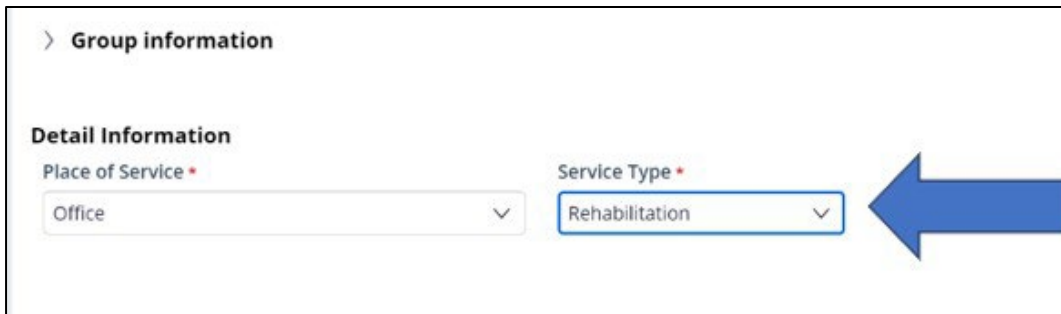 Group information
Detail Information
Place of Service *
Service Type *
Office
Rehabilitation